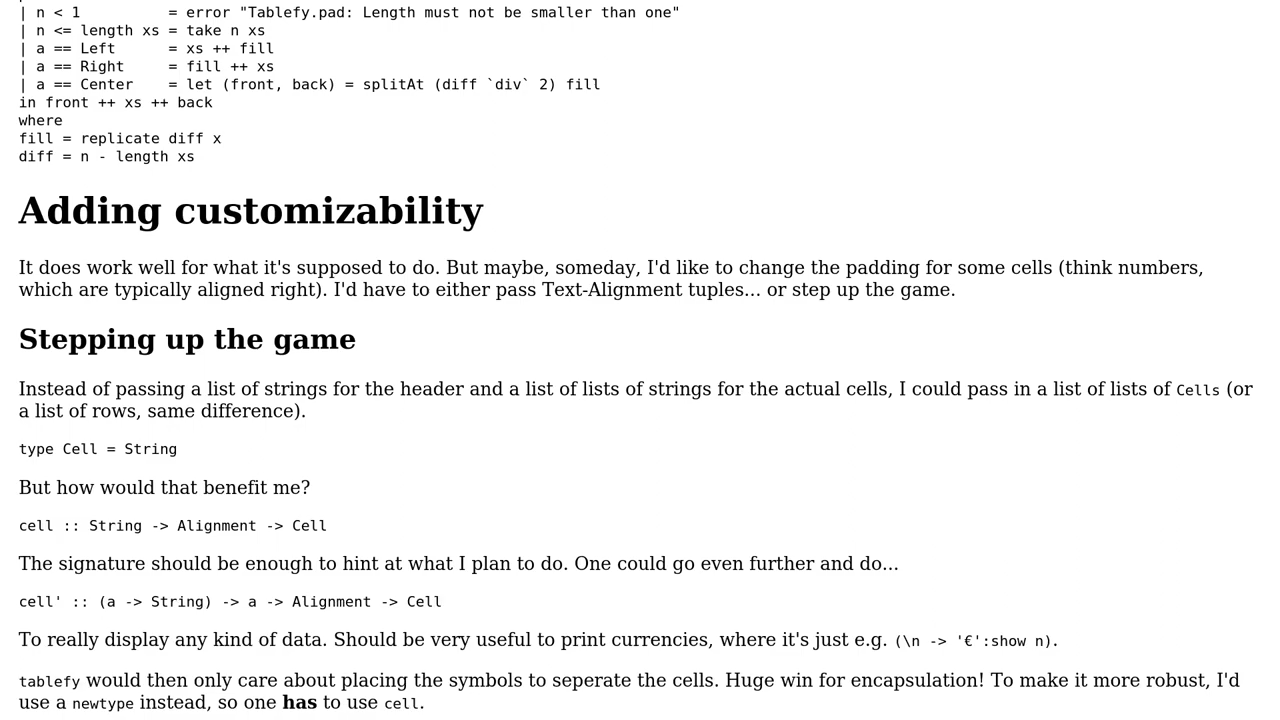 | n < 1          = error "Tablefy.pad: Length must not be smaller than one"
| n <= length xs = take n xs
| a == Left      = xs ++ fill
| a == Right     = fill ++ xs
| a == Center    = let (front, back) = splitAt (diff `div` 2) fill
in front ++ xs ++ back
where
fill = replicate diff x
diff = n - length xs
Adding customizability
It does work well for what it's supposed to do. But maybe, someday, I'd like to change the padding for some cells (think numbers,
which are typically aligned right). I'd have to either pass Text-Alignment tuples... or step up the game.
Stepping up the game
Instead of passing a list of strings for the header and a list of lists of strings for the actual cells, I could pass in a list of lists of Cells (or
a list of rows, same difference).
type Cell = String
But how would that benefit me?
cell :: String -> Alignment -> Cell
The signature should be enough to hint at what I plan to do. One could go even further and do...
cell' :: (a -> String) -> a -> Alignment -> Cell
To really display any kind of data. Should be very useful to print currencies, where it's just e.g. (\n -> '€':show n).
tablefy would then only care about placing the symbols to seperate the cells. Huge win for encapsulation! To make it more robust, I'd
use a newtype instead, so one has to use cell.